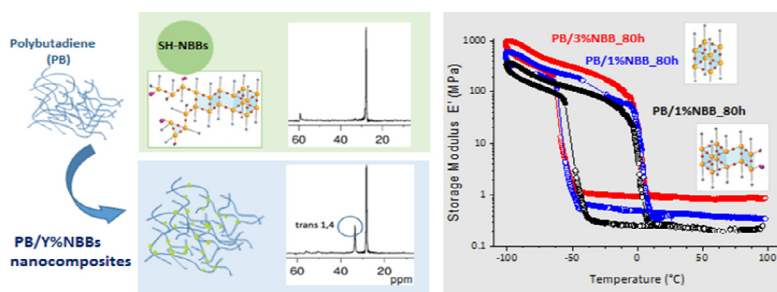 Polybutadiene
(PB)
SH-NBBs
60 40 20
PB/Y%NBBs
nanocomposites
trans 1,4
60 40 20
ppm
PB/3%NBB_80h
PB/1%NBB_80h
PB/1%NBB_80h
Storage Modulus E' (MPa)
1000
100
10
1
0.1
-100 -50 0 50 100
Temperature (°C)